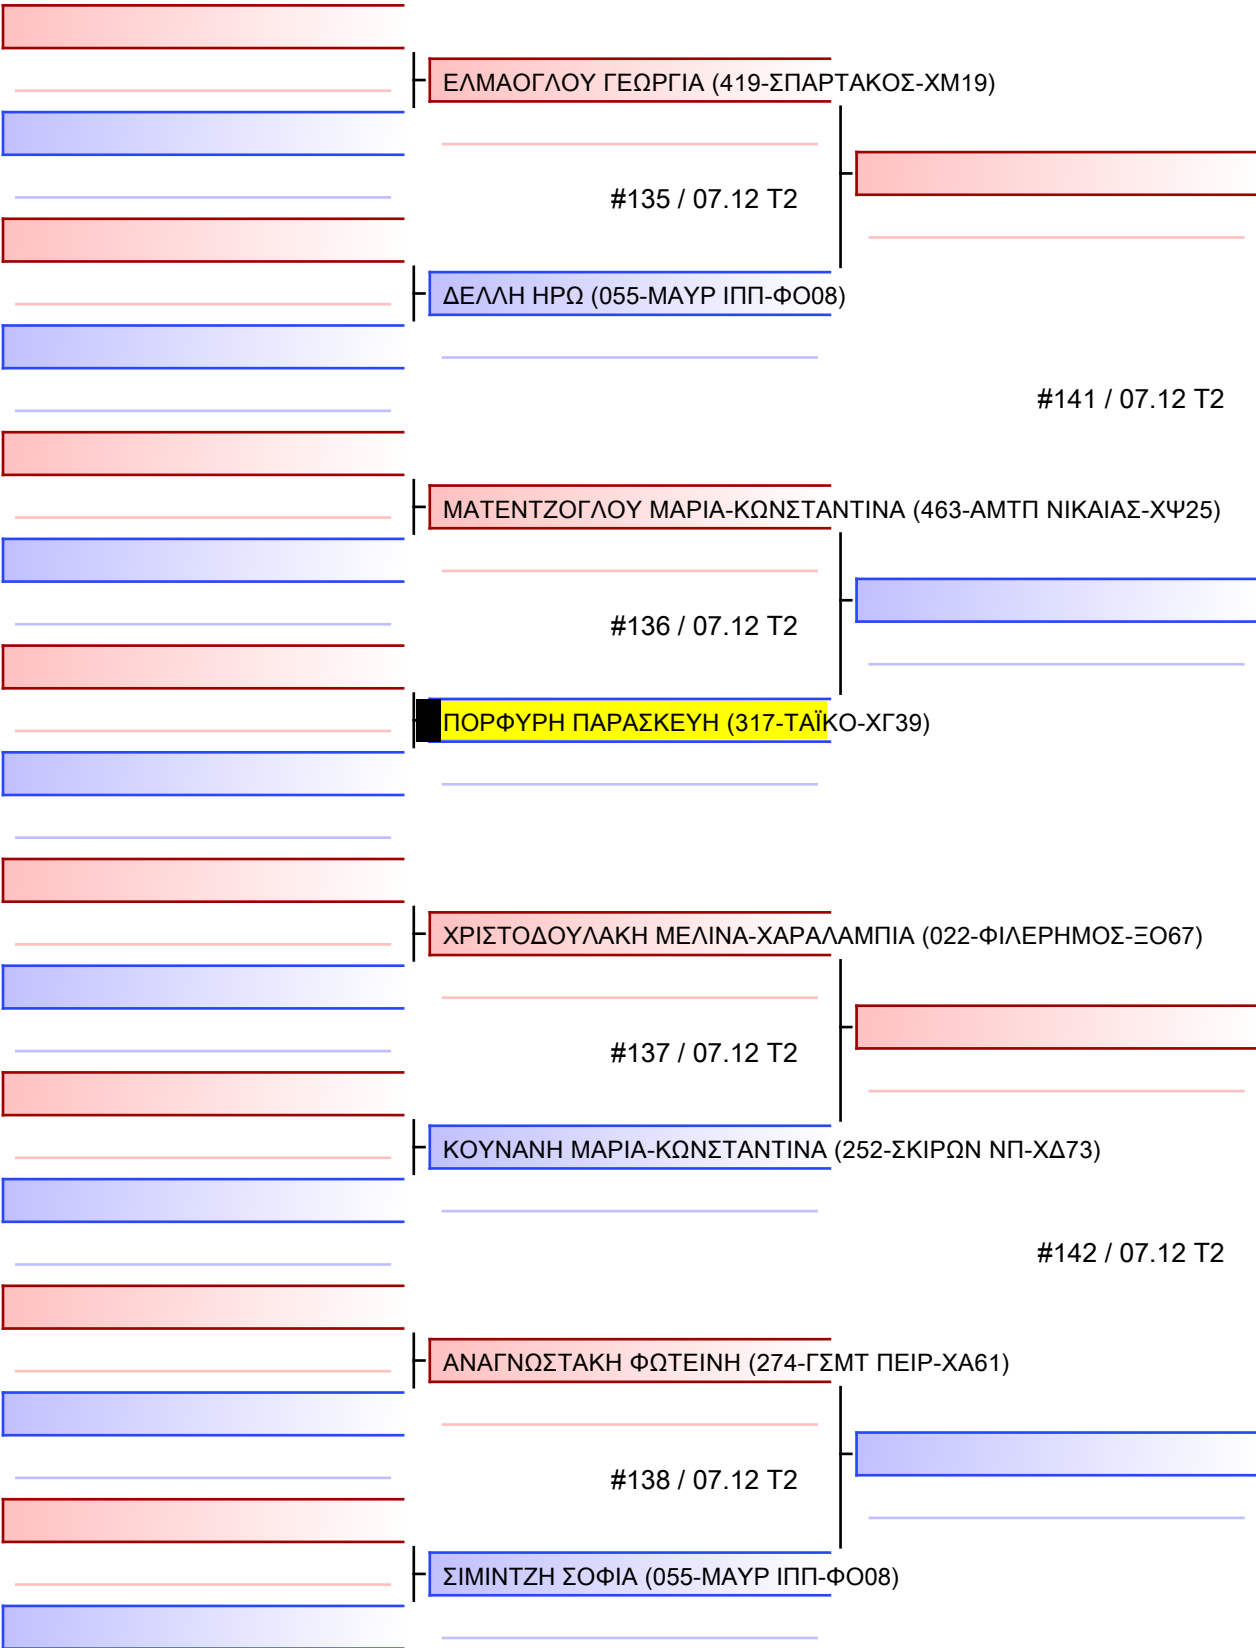 ΕΛΜΑΟΓΛΟΥ ΓΕΩΡΓΙΑ (419-ΣΠΑΡΤΑΚΟΣ-ΧΜ19)
#135 / 07.12 T2
ΔΕΛΛΗ ΗΡΩ (055-ΜΑΥΡ ΙΠΠ-ΦΟ08)
#141 / 07.12 T2
ΜΑΤΕΝΤΖΟΓΛΟΥ ΜΑΡΙΑ-ΚΩΝΣΤΑΝΤΙΝΑ (463-ΑΜΤΠ ΝΙΚΑΙΑΣ-ΧΨ25)
#136 / 07.12 T2
ΠΟΡΦΥΡΗ ΠΑΡΑΣΚΕΥΗ (317-ΤΑΪΚΟ-ΧΓ39)
ΧΡΙΣΤΟΔΟΥΛΑΚΗ ΜΕΛΙΝΑ-ΧΑΡΑΛΑΜΠΙΑ (022-ΦΙΛΕΡΗΜΟΣ-ΞΟ67)
#137 / 07.12 T2
ΚΟΥΝΑΝΗ ΜΑΡΙΑ-ΚΩΝΣΤΑΝΤΙΝΑ (252-ΣΚΙΡΩΝ ΝΠ-ΧΔ73)
#142 / 07.12 T2
ΑΝΑΓΝΩΣΤΑΚΗ ΦΩΤΕΙΝΗ (274-ΓΣΜΤ ΠΕΙΡ-ΧΑ61)
#138 / 07.12 T2
ΣΙΜΙΝΤΖΗ ΣΟΦΙΑ (055-ΜΑΥΡ ΙΠΠ-ΦΟ08)